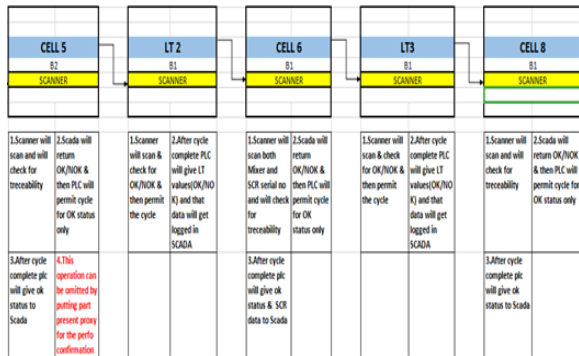 CELL 5
B2
SCANNER
LT 2
B1
SCANNER
CELL 6
B1
SCANNER
LT3
B1
SCANNER
CELL 8
B1
SCANNER
1.Scanner will
scan and will
check for
treceability
2.Scada will
return
OK/NOK &
then PLC will
permit cycle
for OK status
only
3.After cycle
complete plc
will give ok
status to
Scada
4.This
operation can
be omitted by
putting part
present proxy
for the perfo
confirmation
1.Scanner
will scan &
check for
OK/NOK &
then permit
the cycle
2.After cycle
complete PLC
will give LT
values(OK/NO
K) and that
data will get
logged in
SCADA
1.Scanner will
scan both
Mixer and
SCR serial no
and will check
for
treceability
2.Scada will
return
OK/NOK &
then PLC will
permit cycle
for OK
status only
3.After cycle
complete plc
will give ok
status & SCR
data to Scada
1.Scanner will
scan & check
for OK/NOK &
then permit
the cycle
2.After cycle
complete PLC
will give LT
values(OK/NO
K) and that
data will get
logged in
SCADA
1.Scanner will
scan and will
check for
treceability
2.Scada will
return OK/NOK
& then PLC will
permit cycle for
OK status only
3.After cycle
complete plc
will give ok
status to Scada